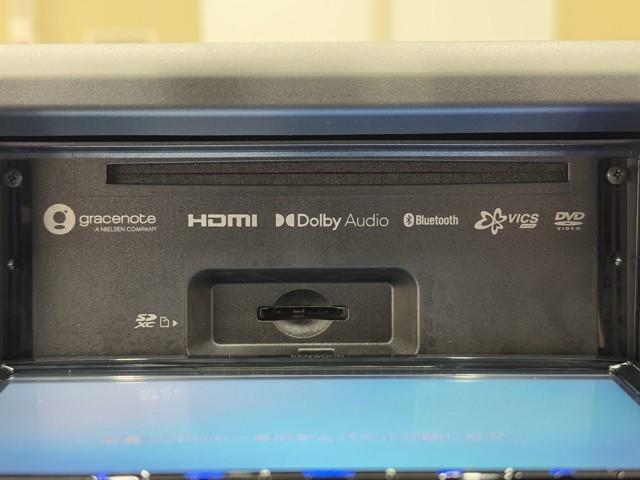 gracenote
A NIELSEN COMPANY
HDMI
Dolby Audio
Bluetooth
VICS
DVD
VIDEO
SD
XC
KENWOOD